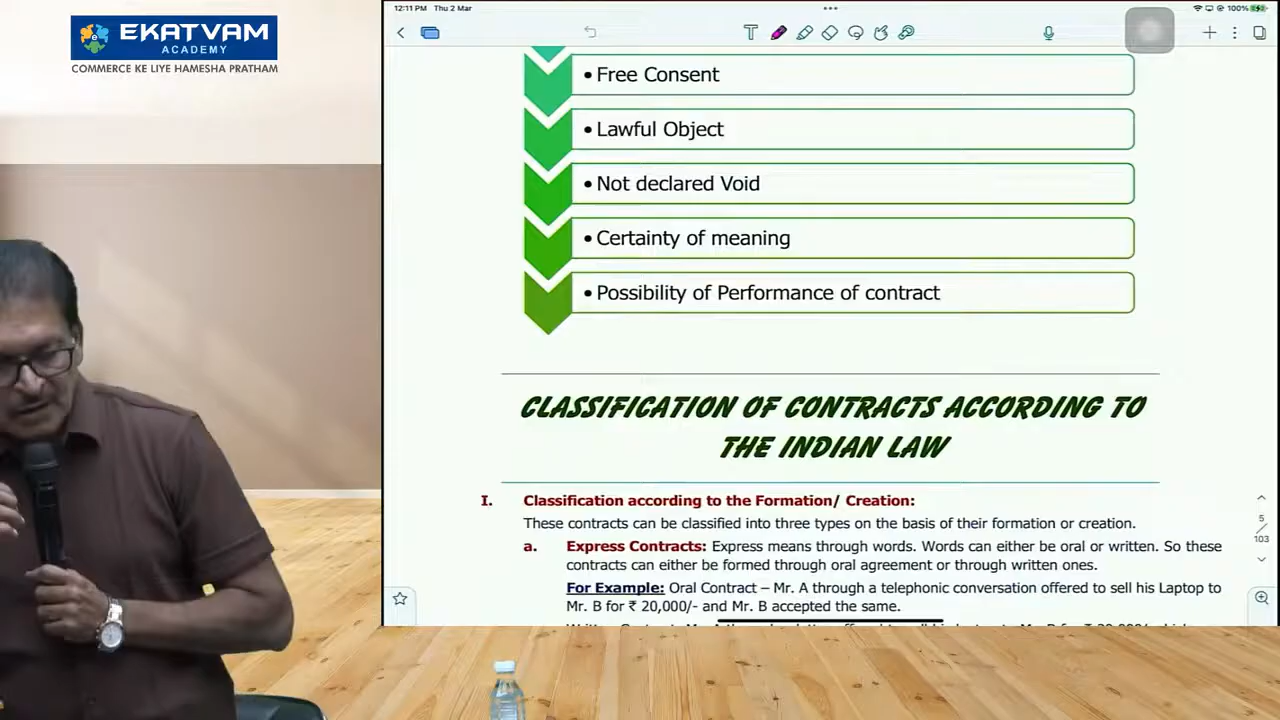 EKATVAM
ACADEMY
COMMERCE KE LIYE HAMESHA PRATHAM
12:11 PM Thu 2 Mar
100%
• Free Consent
• Lawful Object
• Not declared Void
• Certainty of meaning
• Possibility of Performance of contract
CLASSIFICATION OF CONTRACTS ACCORDING TO
THE INDIAN LAW
I. Classification according to the Formation/ Creation:
These contracts can be classified into three types on the basis of their formation or creation.
a. Express Contracts: Express means through words. Words can either be oral or written. So these
contracts can either be formed through oral agreement or through written ones.
For Example: Oral Contract – Mr. A through a telephonic conversation offered to sell his Laptop to
Mr. B for ₹ 20,000/- and Mr. B accepted the same.
5
/
103